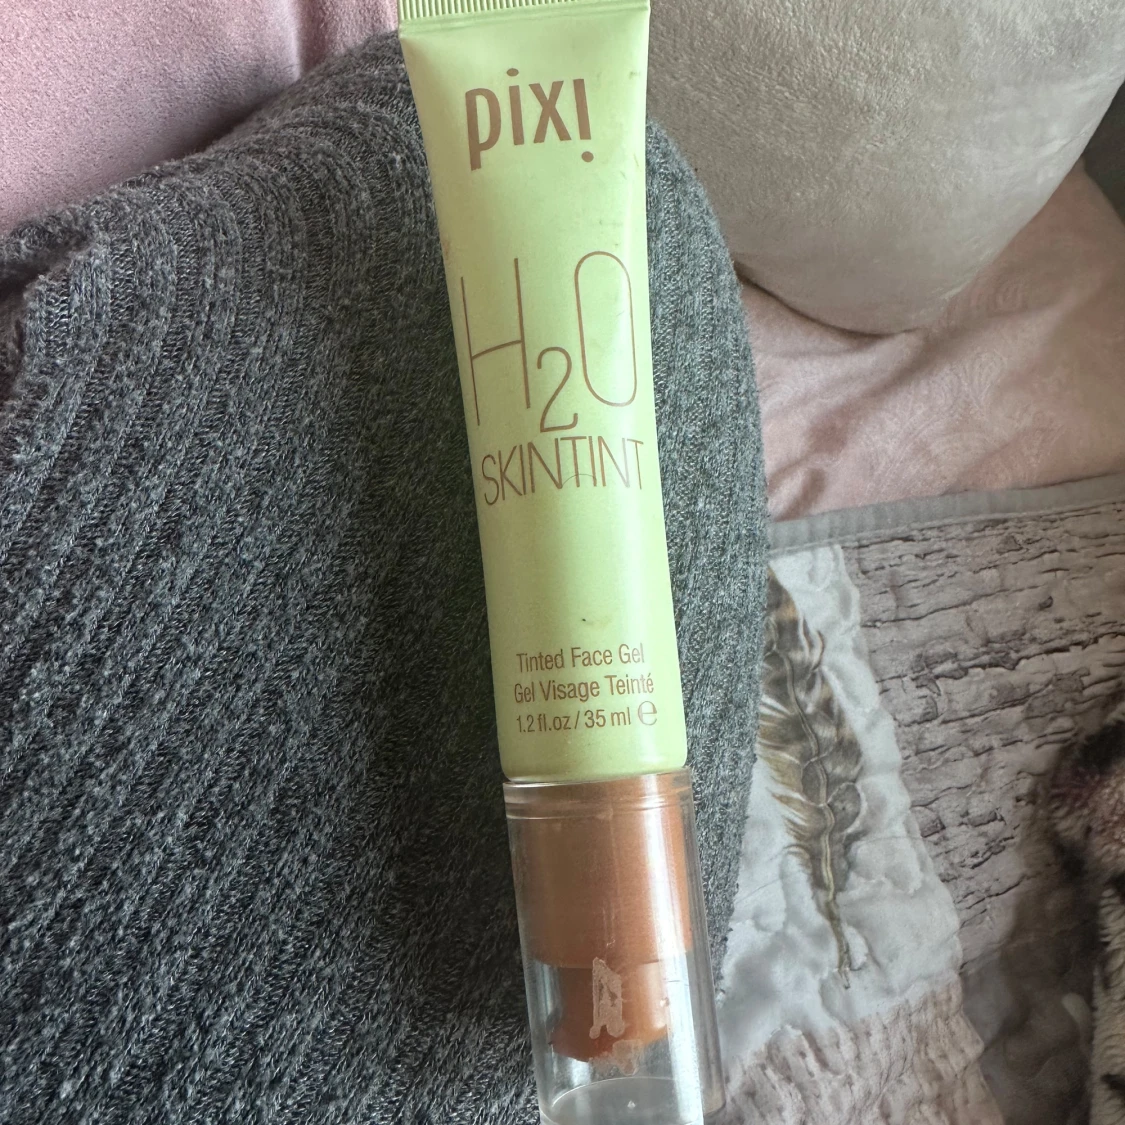 pixi
H2O
SKINTINT
Tinted Face Gel
Gel Visage Teinté
1.2 fl.oz / 35 ml ℮